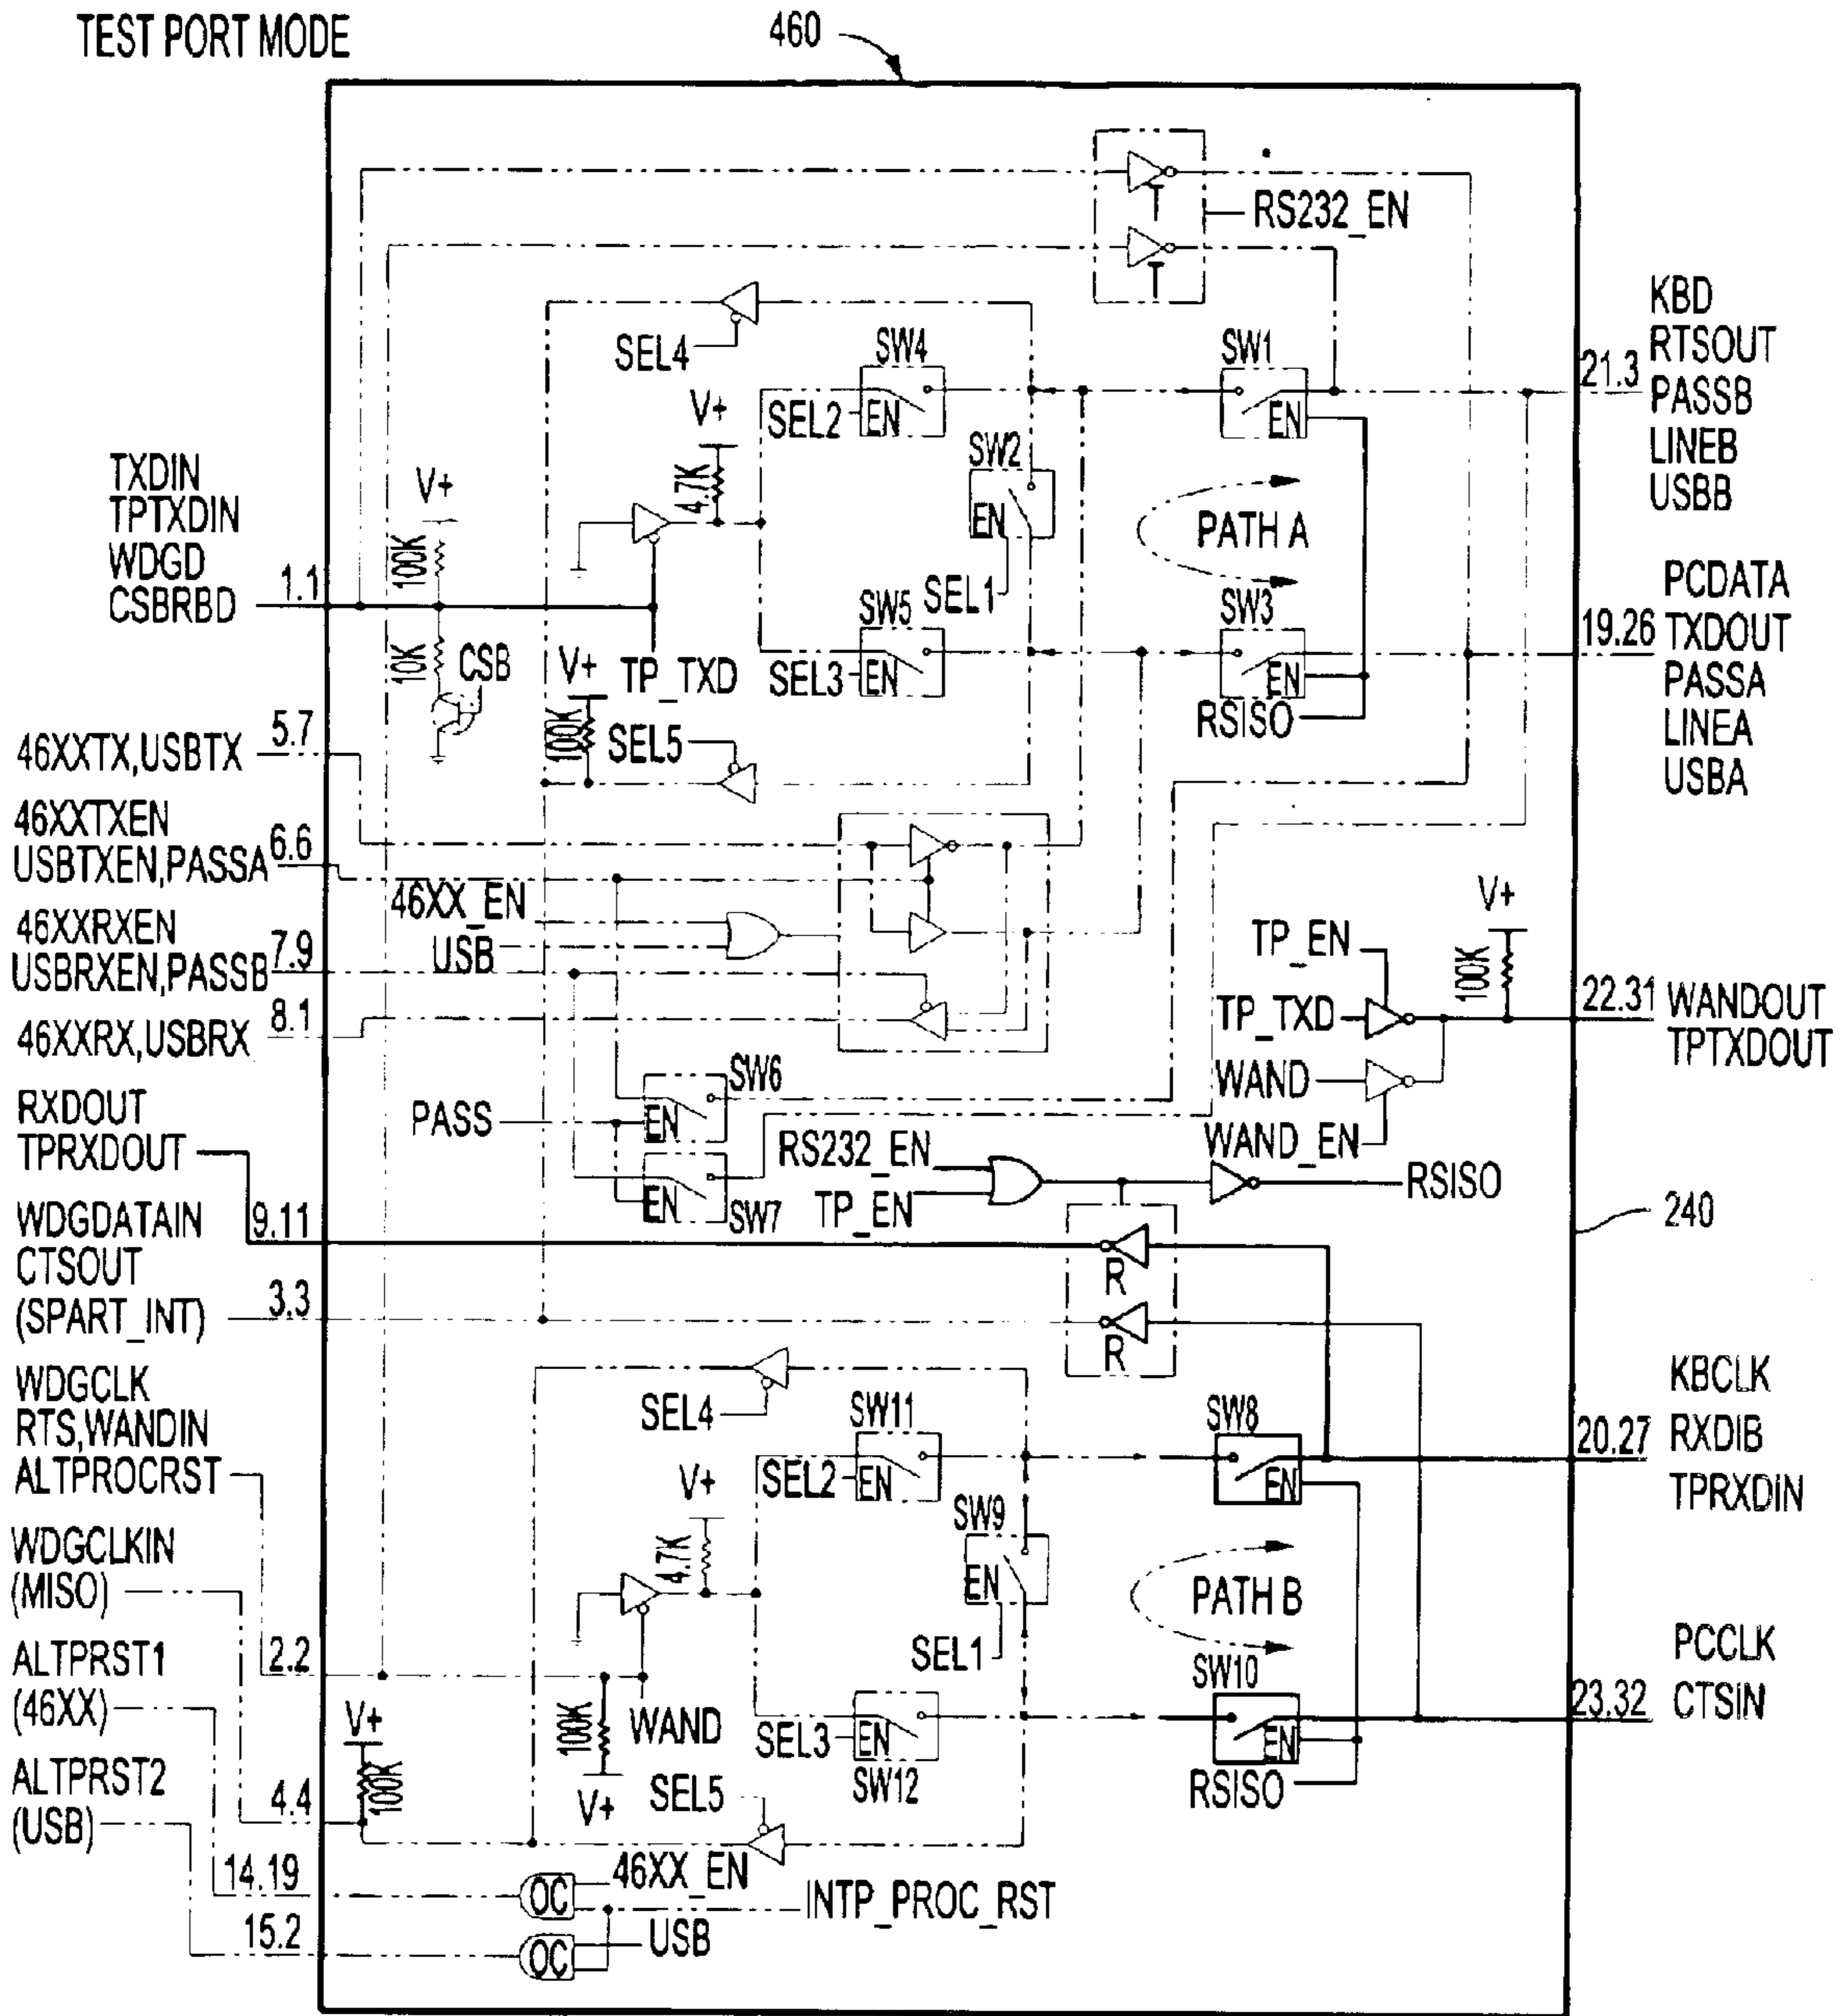 TEST PORT MODE
460
RS232_EN
SEL4
SW4
SW1
KBD
RTSOUT
21.3
PASSB
LINEB
USBB
SEL2
EN
EN
V+
4.7K
SW2
EN
PATH A
TXDIN
TPTXDIN
WDGD
CSBRBD
1.1
V+
100K
10K
CSB
SEL1
SW5
SW3
PCDATA
19.26
TXDOUT
PASSA
LINEA
USBA
V+
TP_TXD
SEL3
EN
EN
RSISO
100K
SEL5
5.7
46XXTX,USBTX
46XXTXEN
6.6
USBTXEN,PASSA
46XX_EN
46XXRXEN
7.9
USBRXEN,PASSB
USB
8.1
46XXRX,USBRX
V+
TP_EN
100K
TP_TXD
22.31
WANDOUT
TPTXDOUT
WAND
WAND_EN
SW6
PASS
EN
EN
SW7
RXDOUT
TPRXDOUT
RS232_EN
TP_EN
RSISO
240
9.11
WDGDATAIN
CTSOUT
(SPART_INT)
3.3
R
R
WDGCLK
RTS,WANDIN
ALTPROCRST
SEL4
SW11
SW8
KBCLK
20.27
RXDIB
TPRXDIN
SEL2
EN
EN
V+
4.7K
SW9
EN
PATH B
WDGCLKIN
(MISO)
SEL1
2.2
ALTPRST1
(46XX)
SW10
PCCLK
CTSIN
23.32
V+
100K
100K
WAND
SEL3
EN
SW12
EN
RSISO
ALTPRST2
(USB)
4.4
V+
SEL5
14.19
OC
46XX_EN
INTP_PROC_RST
15.2
OC
USB